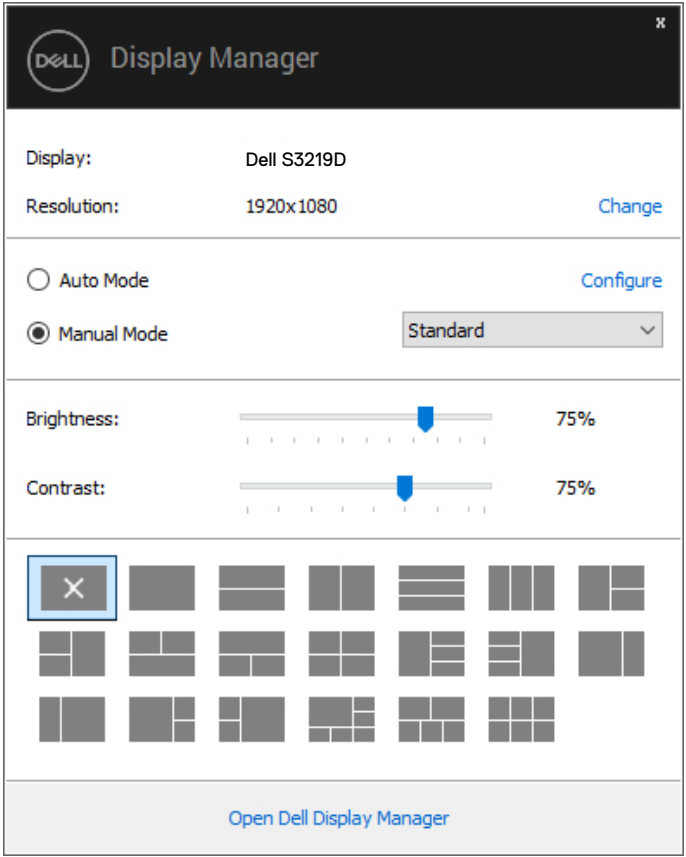 x
DELL Display Manager
Display: Dell S3219D
Resolution: 1920x1080 Change
Auto Mode Configure
Manual Mode Standard
Brightness: 75%
Contrast: 75%
Open Dell Display Manager